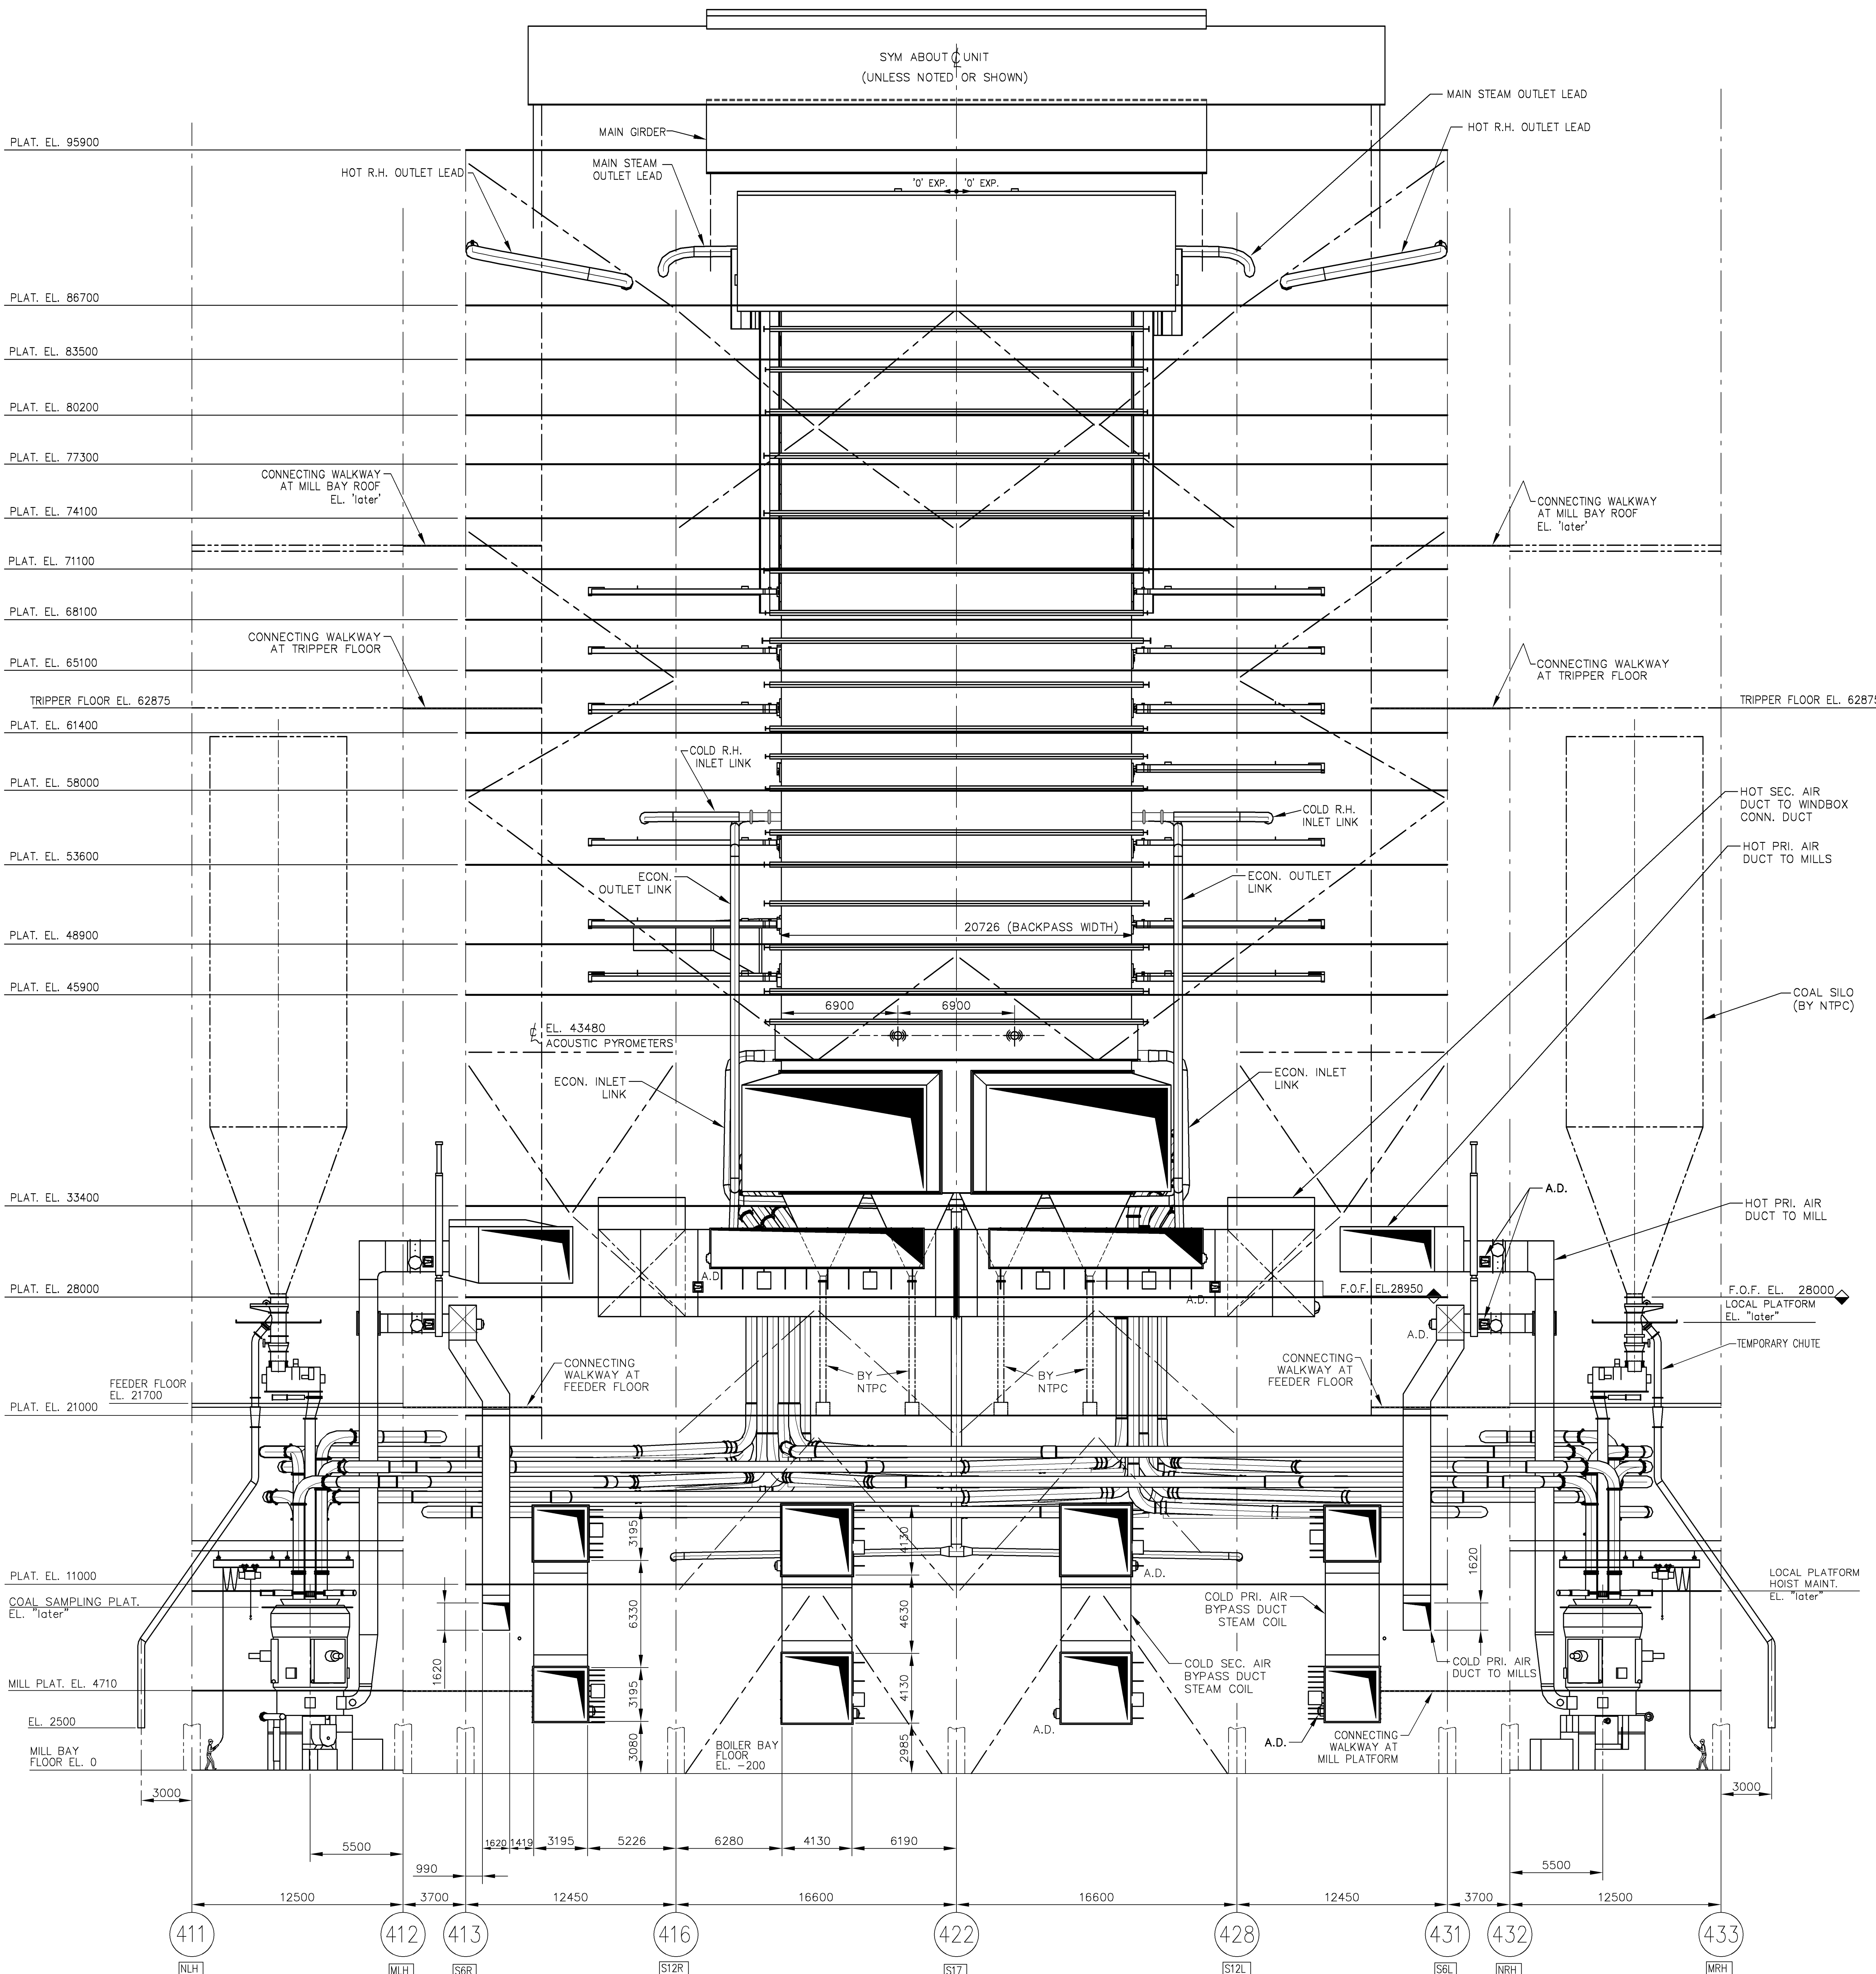 SYM ABOUT ℄ UNIT
(UNLESS NOTED OR SHOWN)
MAIN STEAM OUTLET LEAD
HOT R.H. OUTLET LEAD
MAIN GIRDER
PLAT. EL. 95900
MAIN STEAM
OUTLET LEAD
HOT R.H. OUTLET LEAD
'0' EXP. '0' EXP.
PLAT. EL. 86700
PLAT. EL. 83500
PLAT. EL. 80200
PLAT. EL. 77300
CONNECTING WALKWAY
AT MILL BAY ROOF
EL. 'later'
CONNECTING WALKWAY
AT MILL BAY ROOF
EL. 'later'
PLAT. EL. 74100
PLAT. EL. 71100
PLAT. EL. 68100
CONNECTING WALKWAY
AT TRIPPER FLOOR
CONNECTING WALKWAY
AT TRIPPER FLOOR
PLAT. EL. 65100
TRIPPER FLOOR EL. 62875
TRIPPER FLOOR EL. 62875
PLAT. EL. 61400
COLD R.H.
INLET LINK
PLAT. EL. 58000
HOT SEC. AIR
DUCT TO WINDBOX
CONN. DUCT
COLD R.H.
INLET LINK
HOT PRI. AIR
DUCT TO MILLS
PLAT. EL. 53600
ECON.
OUTLET LINK
ECON. OUTLET
LINK
20726 (BACKPASS WIDTH)
PLAT. EL. 48900
PLAT. EL. 45900
COAL SILO
(BY NTPC)
6900 6900
℄ EL. 43480
ACOUSTIC PYROMETERS
ECON. INLET
LINK
ECON. INLET
LINK
PLAT. EL. 33400
A.D.
HOT PRI. AIR
DUCT TO MILL
A.D
A.D.
F.O.F. EL.28950
PLAT. EL. 28000
F.O.F. EL. 28000
LOCAL PLATFORM
EL. "later"
A.D.
TEMPORARY CHUTE
CONNECTING
WALKWAY AT
FEEDER FLOOR
BY
NTPC
BY
NTPC
CONNECTING
WALKWAY AT
FEEDER FLOOR
FEEDER FLOOR
EL. 21700
PLAT. EL. 21000
3195
4130
A.D.
PLAT. EL. 11000
COAL SAMPLING PLAT.
EL. "later"
1620
6330
4630
COLD PRI. AIR
BYPASS DUCT
STEAM COIL
1620
LOCAL PLATFORM
HOIST MAINT.
EL. "later"
COLD SEC. AIR
BYPASS DUCT
STEAM COIL
COLD PRI. AIR
DUCT TO MILLS
MILL PLAT. EL. 4710
3195
4130
EL. 2500
A.D.
A.D.
CONNECTING
WALKWAY AT
MILL PLATFORM
MILL BAY
FLOOR EL. 0
3080
BOILER BAY
FLOOR
EL. -200
2985
3000
3000
1620 1419 3195 5226 6280 4130 6190
5500
5500
990
12500 3700 12450 16600 16600 12450 3700 12500
411 412 413 416 422 428 431 432 433
NLH MLH S6R S12R S17 S12L S6L NRH MRH